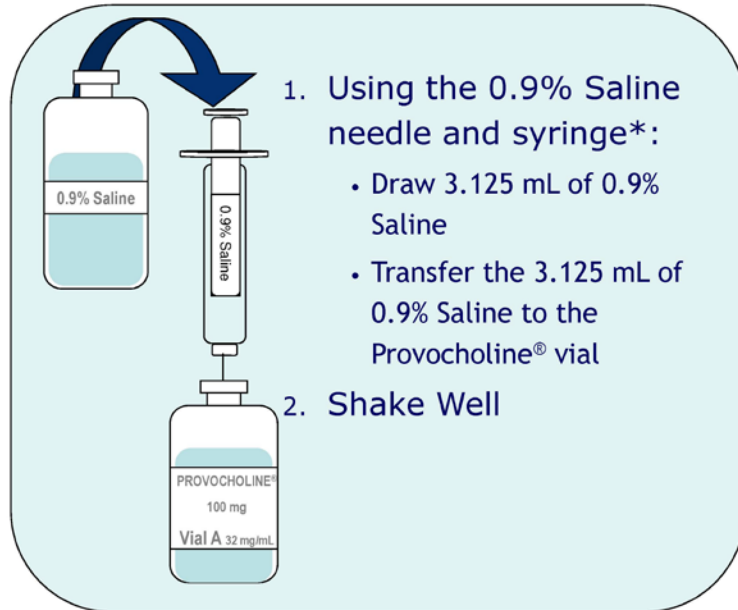 1. Using the 0.9% Saline
needle and syringe*:
• Draw 3.125 mL of 0.9%
Saline
• Transfer the 3.125 mL of
0.9% Saline to the
Provocholine® vial
2. Shake Well
0.9% Saline
0.9% Saline
PROVOCHOLINE®
100 mg
Vial A 32 mg/mL